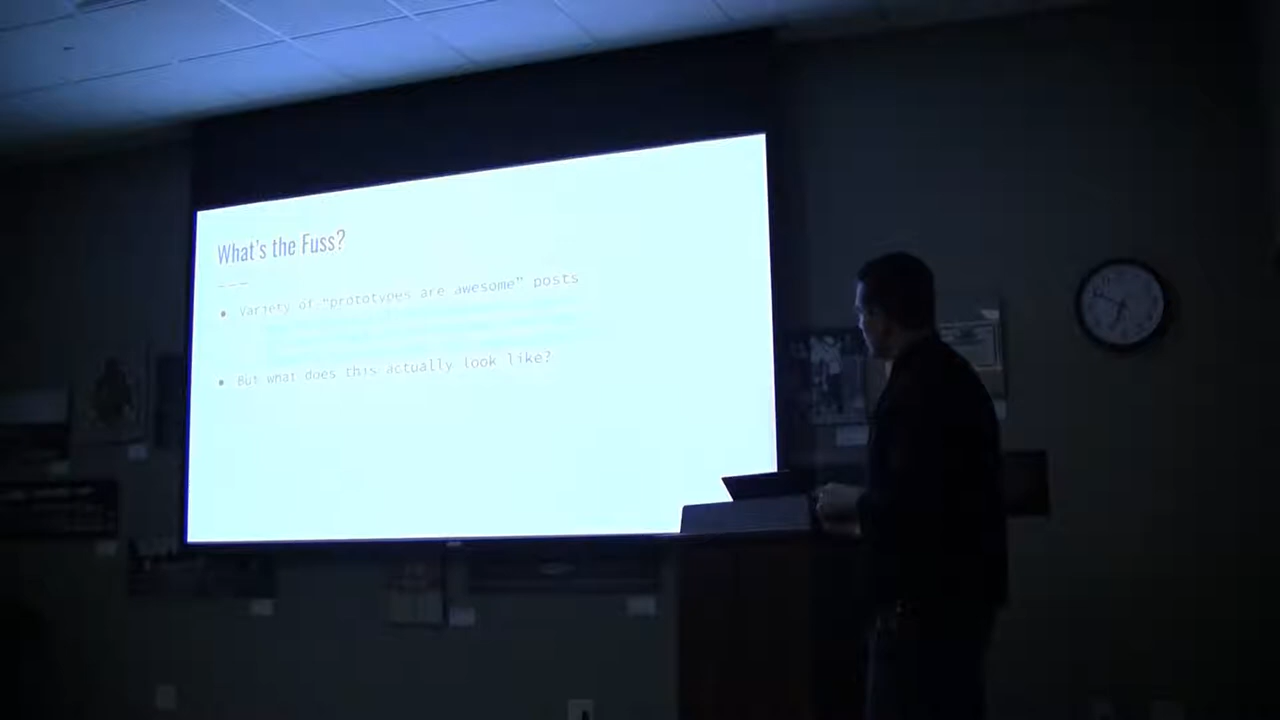 What's the Fuss?
Variety of "prototypes are awesome" posts
But what does this actually look like?